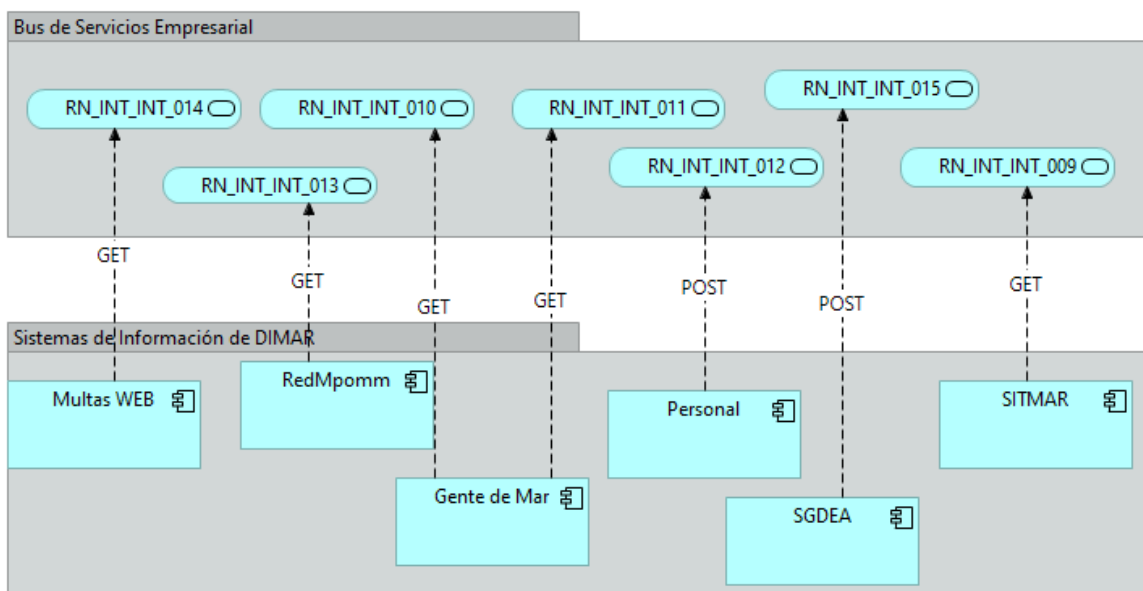 Bus de Servicios Empresarial
RN_INT_INT_014
RN_INT_INT_010
RN_INT_INT_011
RN_INT_INT_015
RN_INT_INT_013
RN_INT_INT_012
RN_INT_INT_009
GET
GET
GET
GET
POST
POST
GET
Sistemas de Información de DIMAR
Multas WEB
RedMpomm
Gente de Mar
Personal
SGDEA
SITMAR